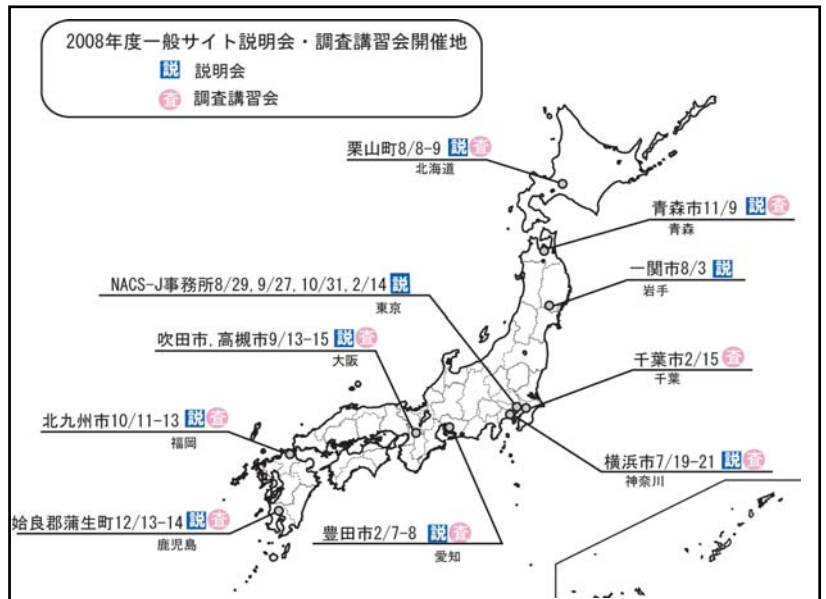 2008年度一般サイト説明会・調査講習会開催地
説 説明会
査 調査講習会
栗山町8/8-9 説 査
北海道
青森市11/9 説 査
青森
一関市8/3 説
岩手
NACS-J事務所8/29,9/27,10/31,2/14 説
東京
吹田市,高槻市9/13-15 説 査
大阪
千葉市2/15 査
千葉
北九州市10/11-13 説 査
福岡
横浜市7/19-21 説 査
神奈川
姶良郡蒲生町12/13-14 説 査
鹿児島
豊田市2/7-8 説 査
愛知